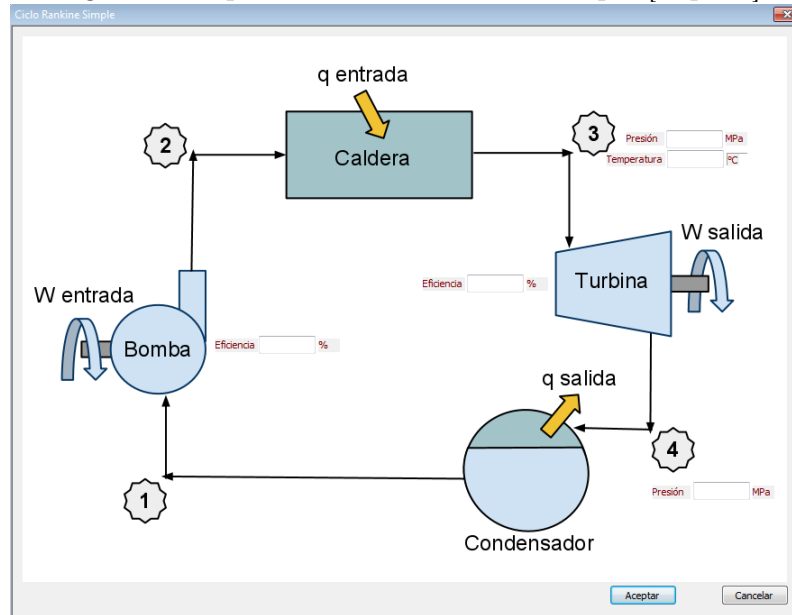 Ciclo Rankine Simple
q entrada
2
Caldera
3
Presión MPa
Temperatura ºC
W salida
Turbina
Eficiencia %
W entrada
Bomba
Eficiencia %
q salida
4
1
Presión MPa
Condensador
Aceptar Cancelar